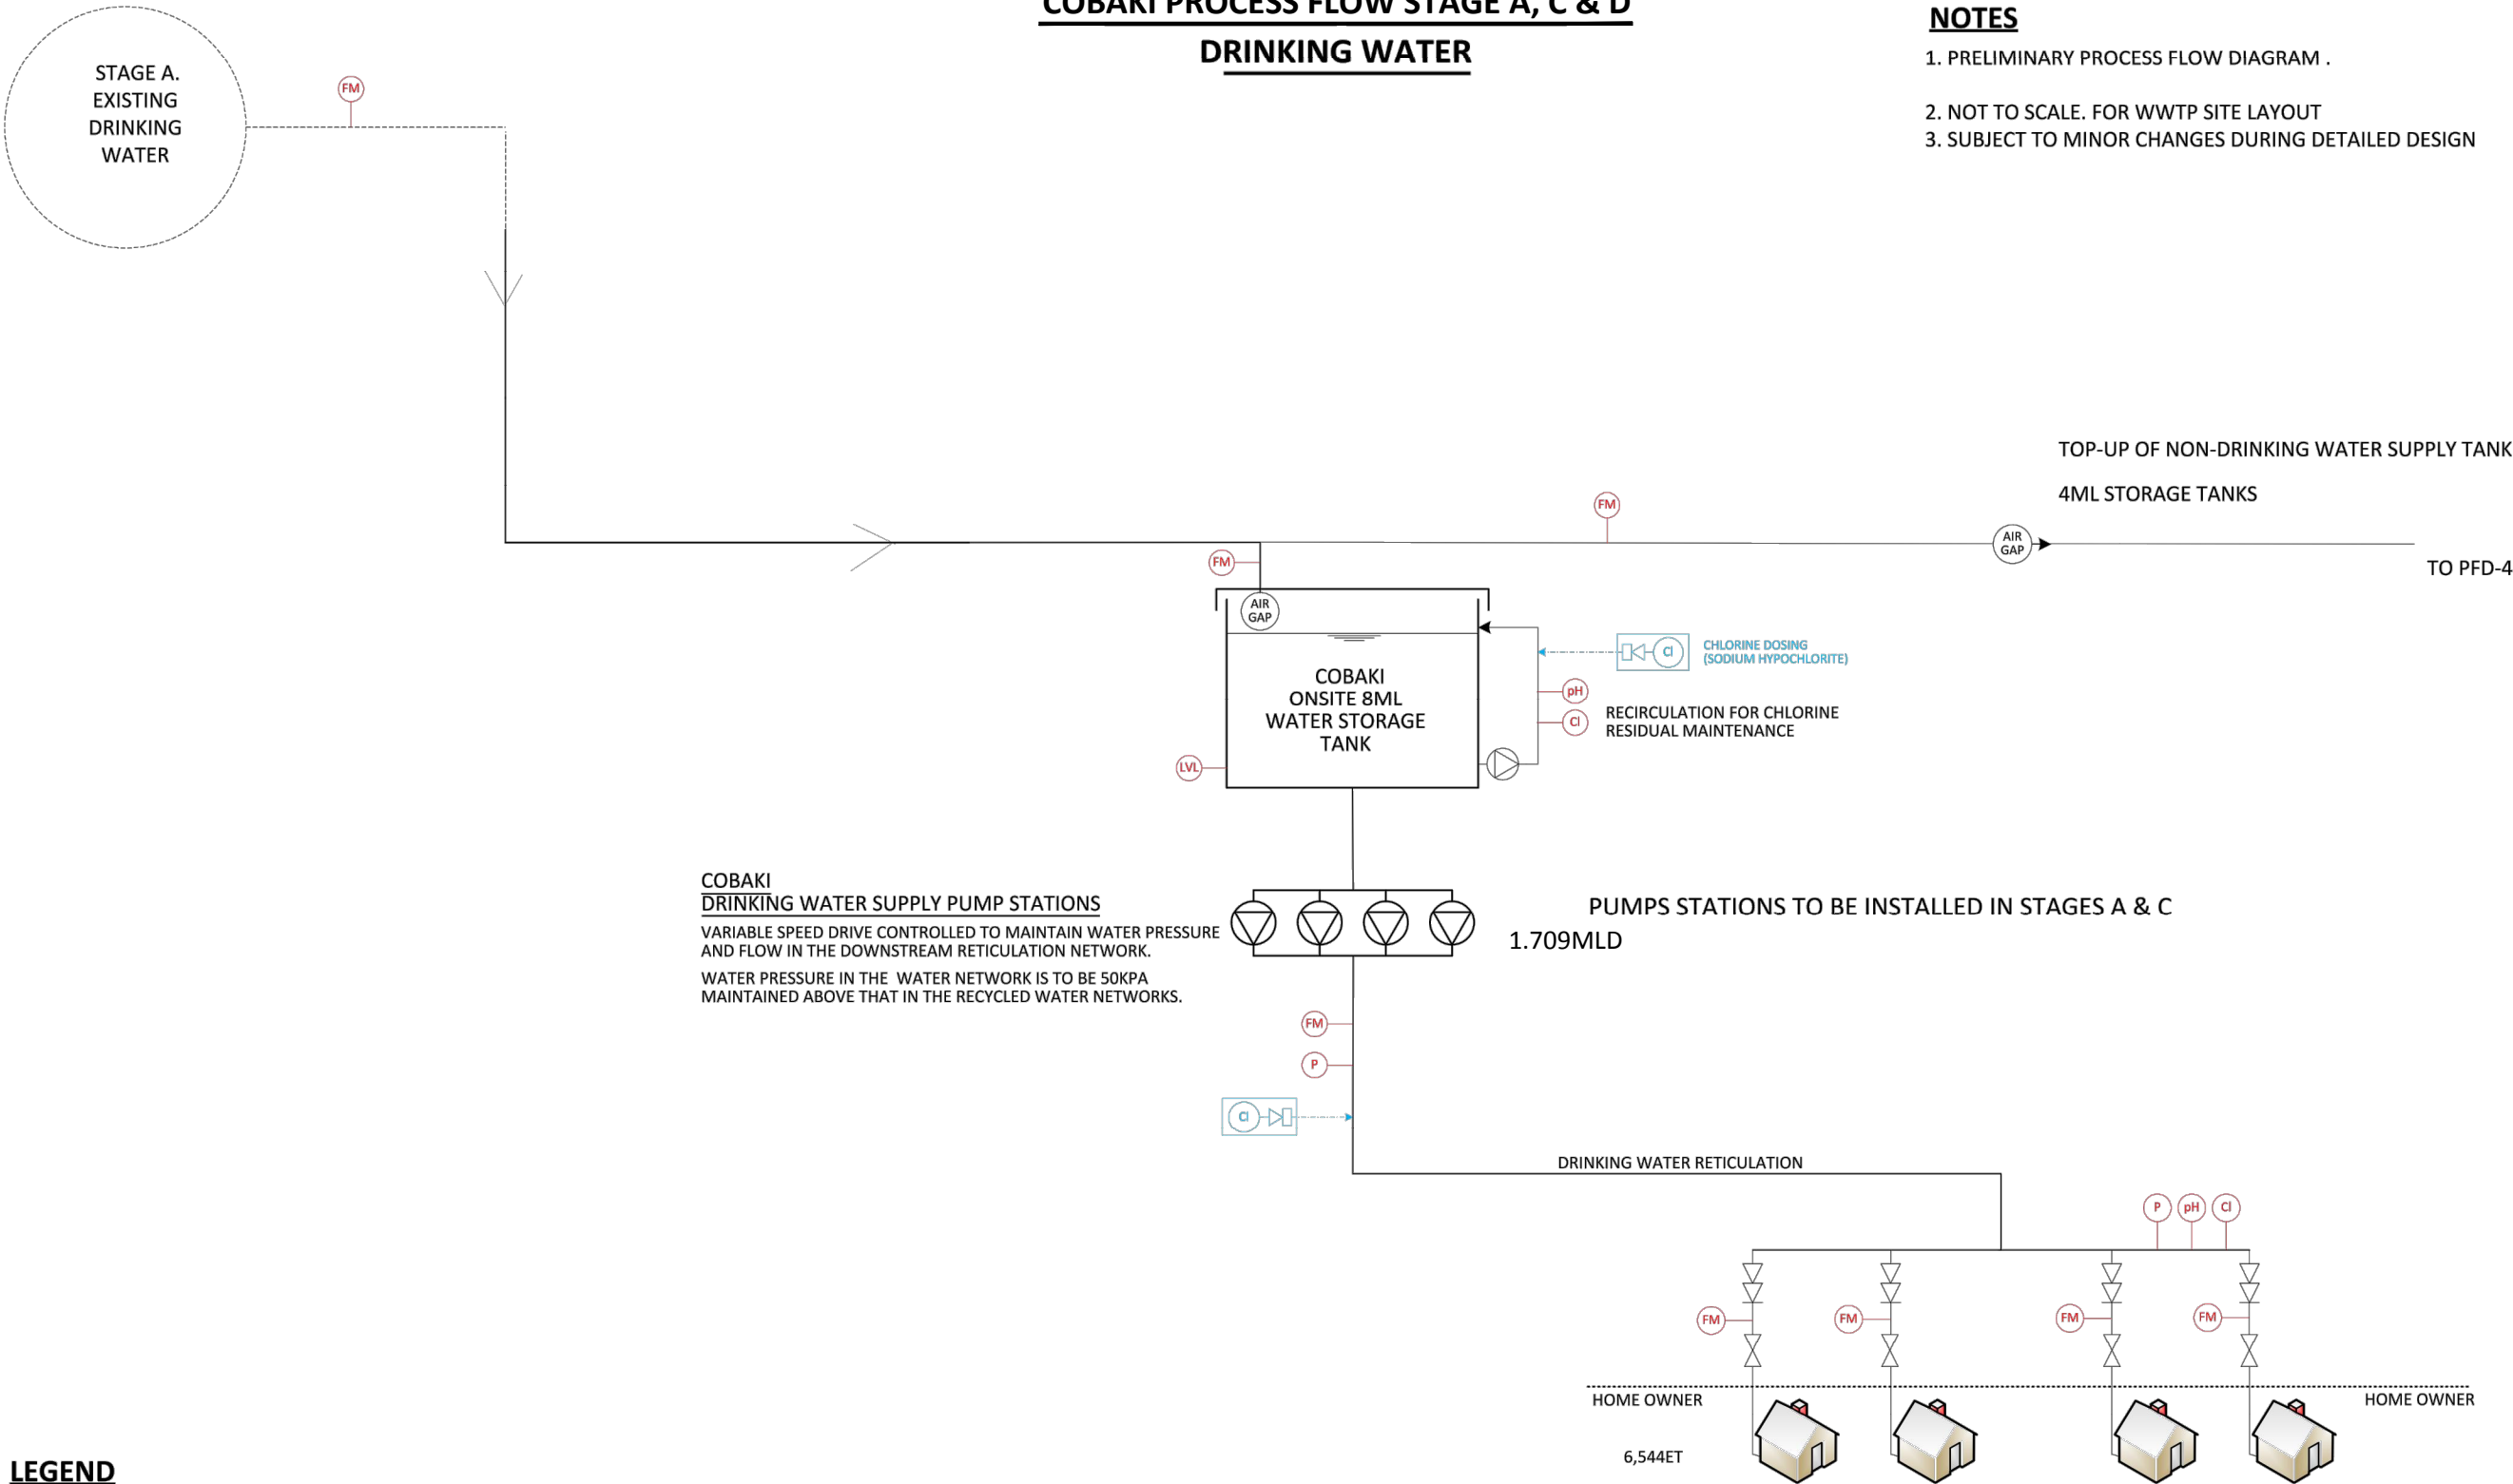 COBAKI PROCESS FLOW STAGE A, C & D
DRINKING WATER
NOTES
1. PRELIMINARY PROCESS FLOW DIAGRAM .
2. NOT TO SCALE. FOR WWTP SITE LAYOUT
3. SUBJECT TO MINOR CHANGES DURING DETAILED DESIGN
STAGE A.
EXISTING
DRINKING
WATER
FM
TOP-UP OF NON-DRINKING WATER SUPPLY TANK
4ML STORAGE TANKS
FM
AIR
GAP
TO PFD-4
FM
AIR
GAP
COBAKI
ONSITE 8ML
WATER STORAGE
TANK
LVL
Cl
CHLORINE DOSING
(SODIUM HYPOCHLORITE)
pH
Cl
RECIRCULATION FOR CHLORINE
RESIDUAL MAINTENANCE
COBAKI
DRINKING WATER SUPPLY PUMP STATIONS
VARIABLE SPEED DRIVE CONTROLLED TO MAINTAIN WATER PRESSURE
AND FLOW IN THE DOWNSTREAM RETICULATION NETWORK.
WATER PRESSURE IN THE  WATER NETWORK IS TO BE 50KPA
MAINTAINED ABOVE THAT IN THE RECYCLED WATER NETWORKS.
PUMPS STATIONS TO BE INSTALLED IN STAGES A & C
1.709MLD
FM
P
Cl
DRINKING WATER RETICULATION
P
pH
Cl
FM
FM
FM
FM
HOME OWNER
HOME OWNER
6,544ET
LEGEND